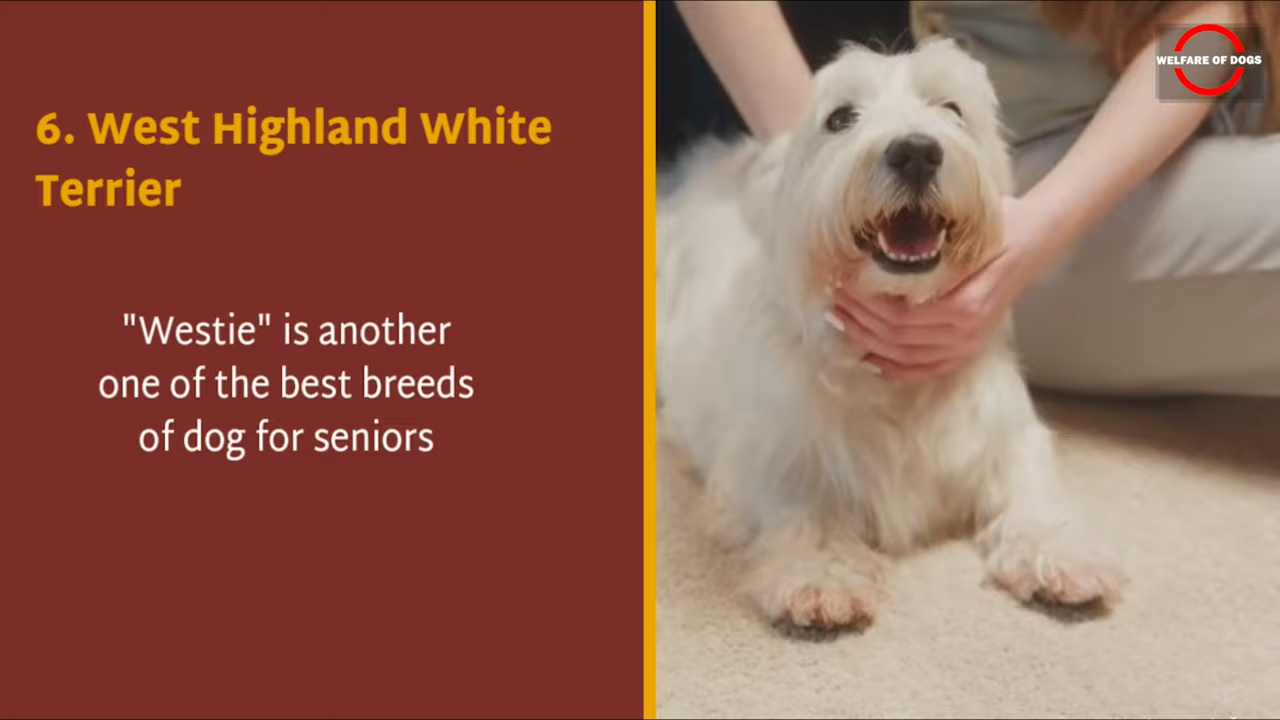 WELFARE OF DOGS
6. West Highland White
Terrier
"Westie" is another
one of the best breeds
of dog for seniors